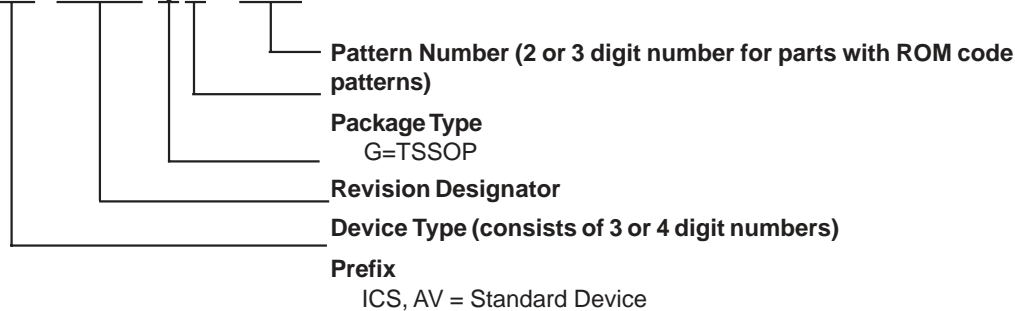 Pattern Number (2 or 3 digit number for parts with ROM code
patterns)
Package Type
G=TSSOP
Revision Designator
Device Type (consists of 3 or 4 digit numbers)
Prefix
ICS, AV = Standard Device